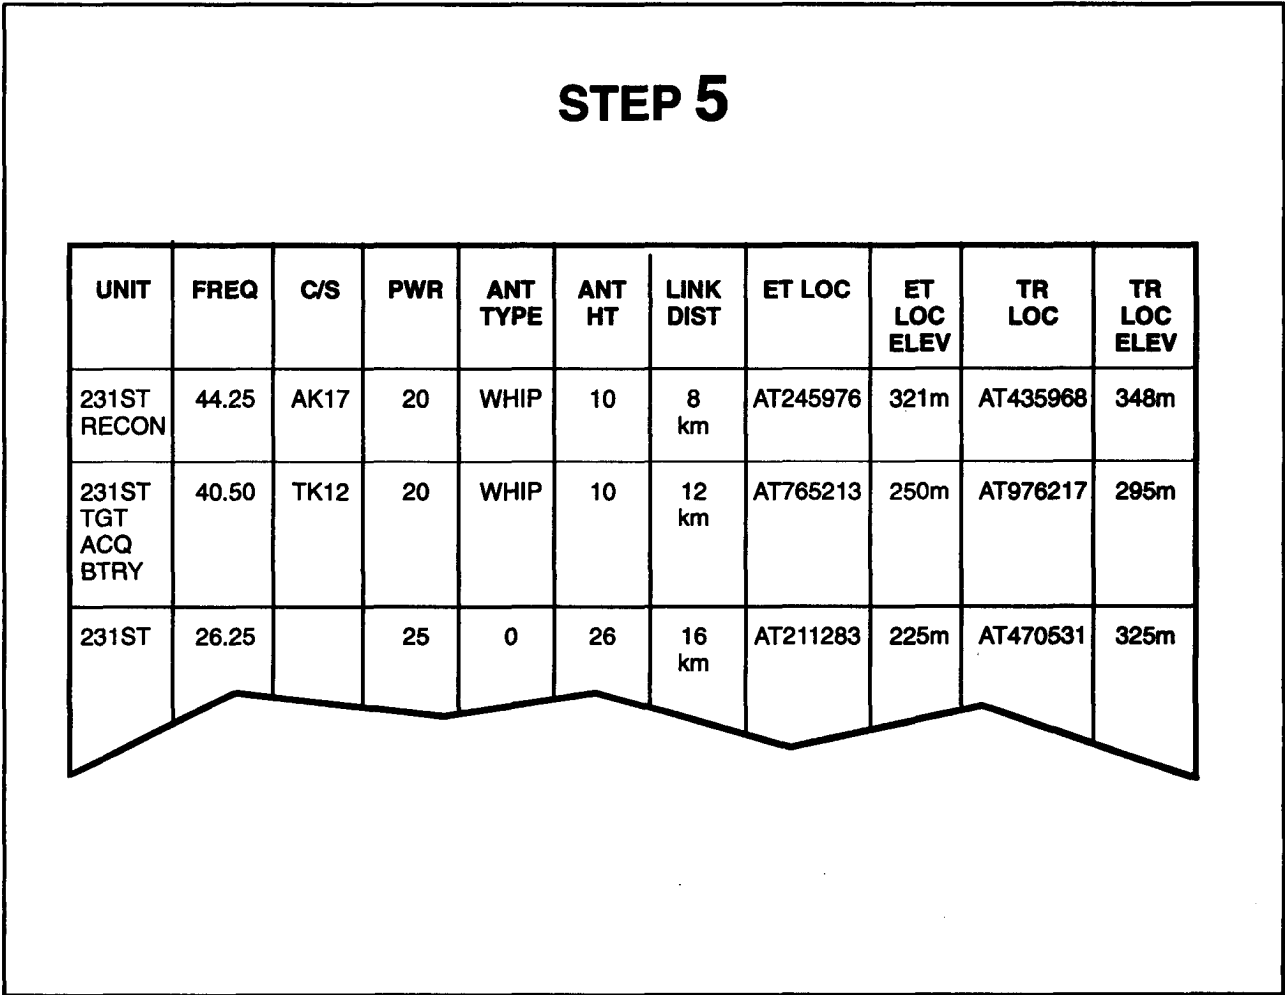 STEP 5
UNIT FREQ C/S PWR ANT TYPE ANT HT LINK DIST ET LOC ET LOC ELEV TR LOC TR LOC ELEV
231ST RECON 44.25 AK17 20 WHIP 10 8 km AT245976 321m AT435968 348m
231ST TGT ACQ BTRY 40.50 TK12 20 WHIP 10 12 km AT765213 250m AT976217 295m
231ST 26.25 25 0 26 16 km AT211283 225m AT470531 325m